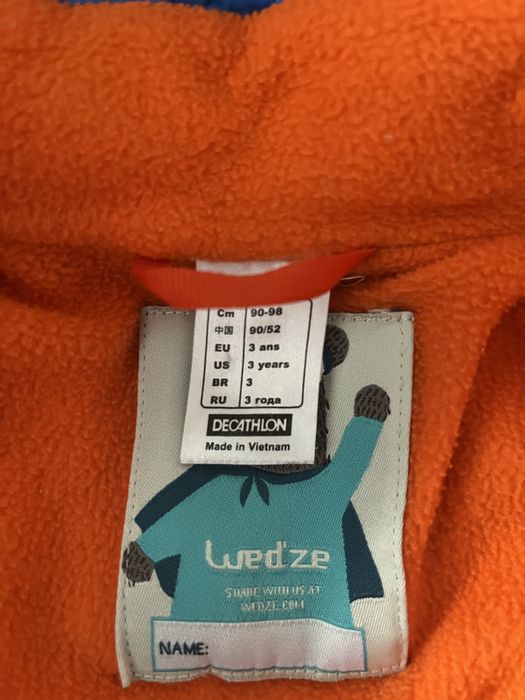 Cm 90-98
中国 90/52
EU 3 ans
US 3 years
BR 3
RU 3 года
DECATHLON
Made in Vietnam
Wed'ze
SHARE WITH US AT
WEDZE.COM
NAME: